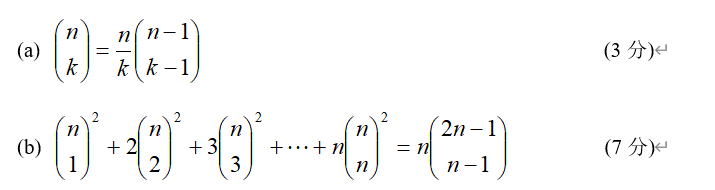 (a) \binom{n}{k} = \frac{n}{k}\binom{n-1}{k-1} (3 分)↵
(b) \binom{n}{1}^2 + 2\binom{n}{2}^2 + 3\binom{n}{3}^2 + \cdots + n\binom{n}{n}^2 = n\binom{2n-1}{n-1} (7 分)↵